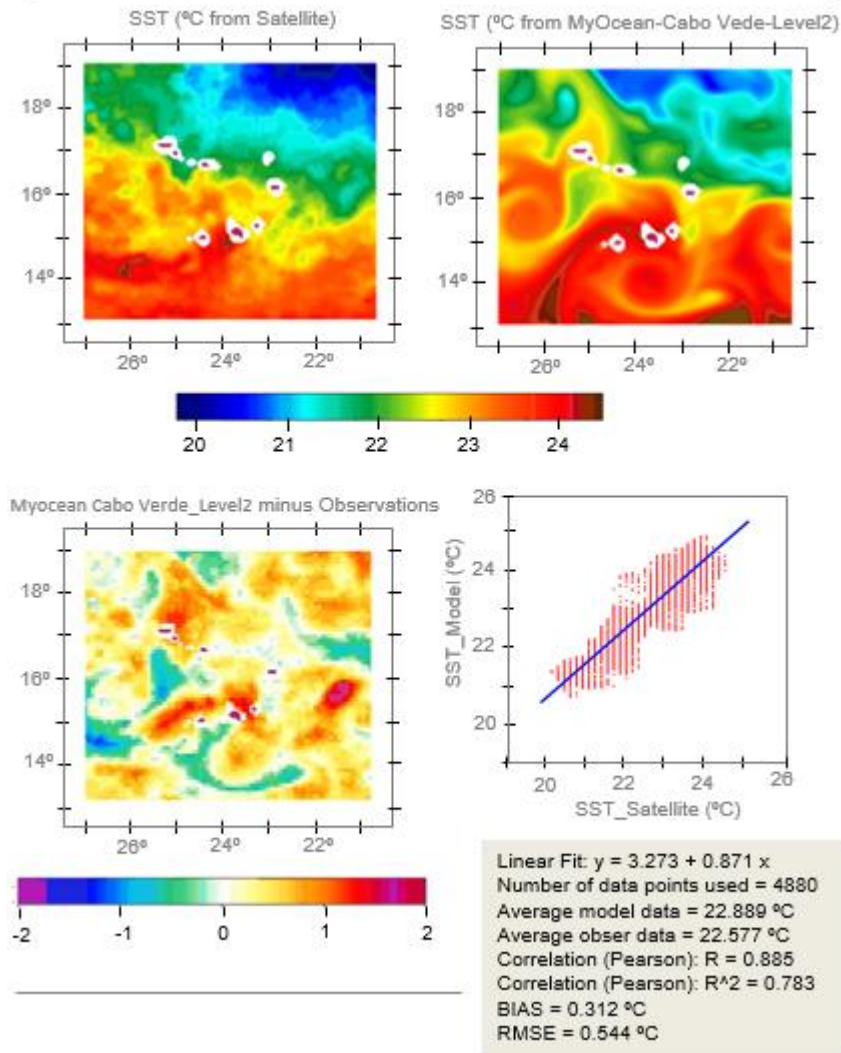 SST (ºC from Satellite)
SST (ºC from MyOcean-Cabo Vede-Level2)
18º
16º
14º
26º 24º 22º
18º
16º
14º
26º 24º 22º
20 21 22 23 24
Myocean Cabo Verde_Level2 minus Observations
18º
16º
14º
26º 24º 22º
-2 -1 0 1 2
26
24
22
20
SST_Model (ºC)
20 22 24 26
SST_Satellite (ºC)
Linear Fit: y = 3.273 + 0.871 x
Number of data points used = 4880
Average model data = 22.889 ºC
Average obser data = 22.577 ºC
Correlation (Pearson): R = 0.885
Correlation (Pearson): R^2 = 0.783
BIAS = 0.312 ºC
RMSE = 0.544 ºC